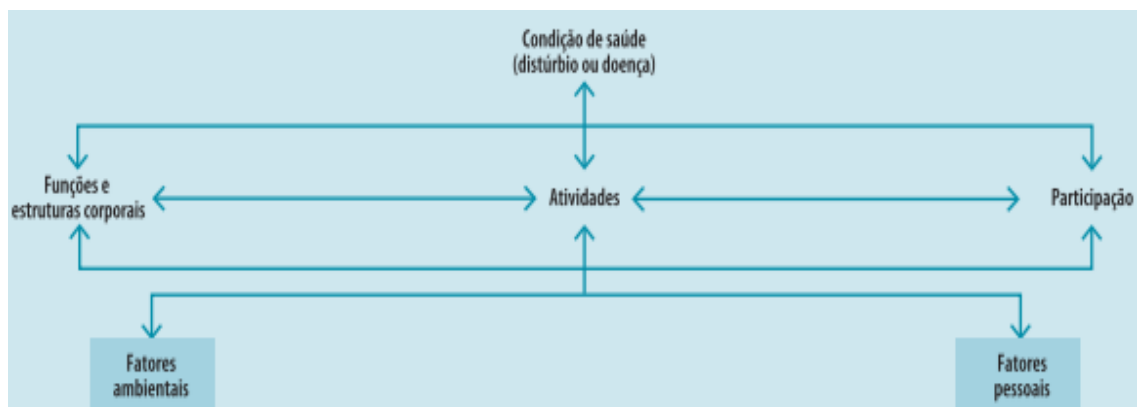 Condição de saúde
(distúrbio ou doença)
Funções e
estruturas corporais
Atividades
Participação
Fatores
ambientais
Fatores
pessoais